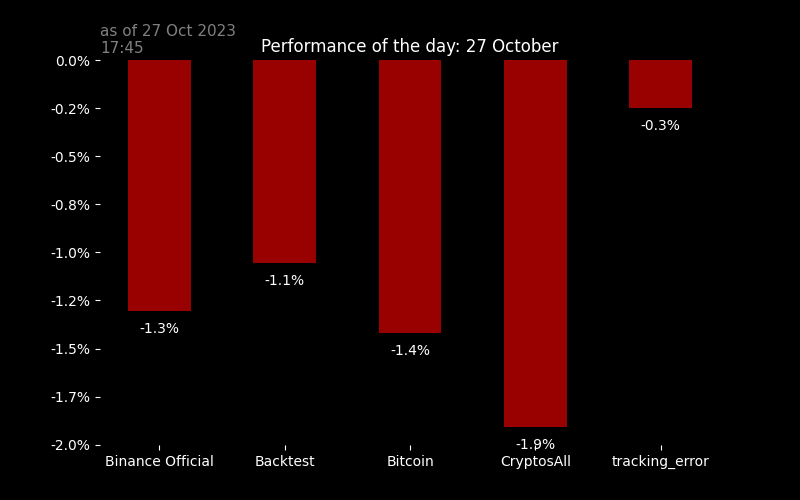 as of 27 Oct 2023
17:45
Performance of the day: 27 October
0.0%
-0.2%
-0.5%
-0.8%
-1.0%
-1.2%
-1.5%
-1.7%
-2.0%
-1.3%
-1.1%
-1.4%
-1.9%
-0.3%
Binance Official
Backtest
Bitcoin
CryptosAll
tracking_error